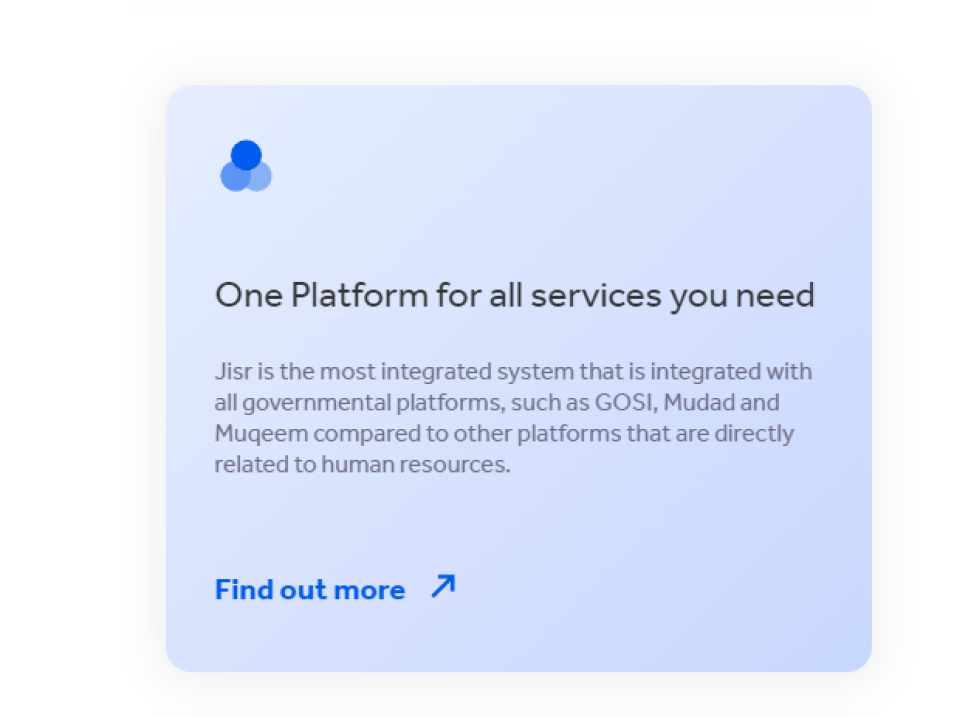 One Platform for all services you need
Jisr is the most integrated system that is integrated with
all governmental platforms, such as GOSI, Mudad and
Muqeem compared to other platforms that are directly
related to human resources.
Find out more